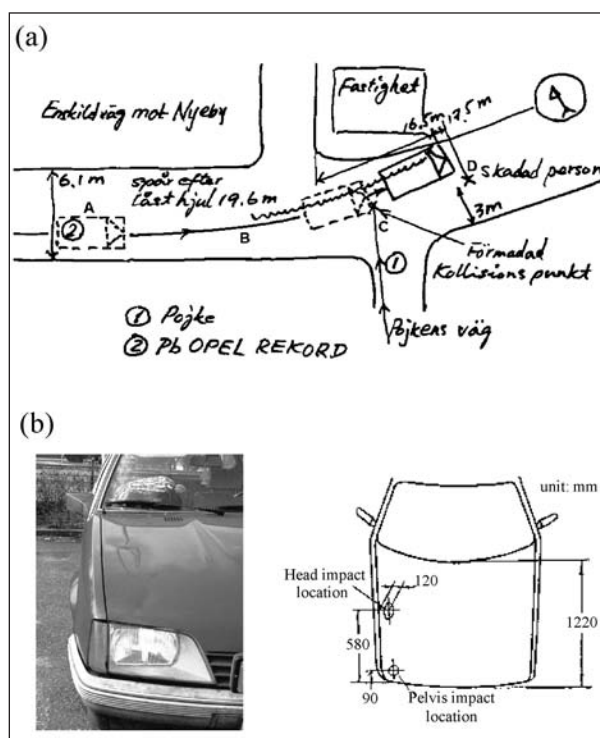 (a)
Enskild väg mot Nyeby
Fastighet
6.1 m
spår efter
låst hjul 19.6 m
16.5m
17.5m
A
2
B
C
D
skadad person
3m
Förmadad
Kollisions punkt
1
Pojkens väg
1 Pojke
2 Pb OPEL REKORD
(b)
unit: mm
Head impact
location
120
580
1220
90
Pelvis impact
location